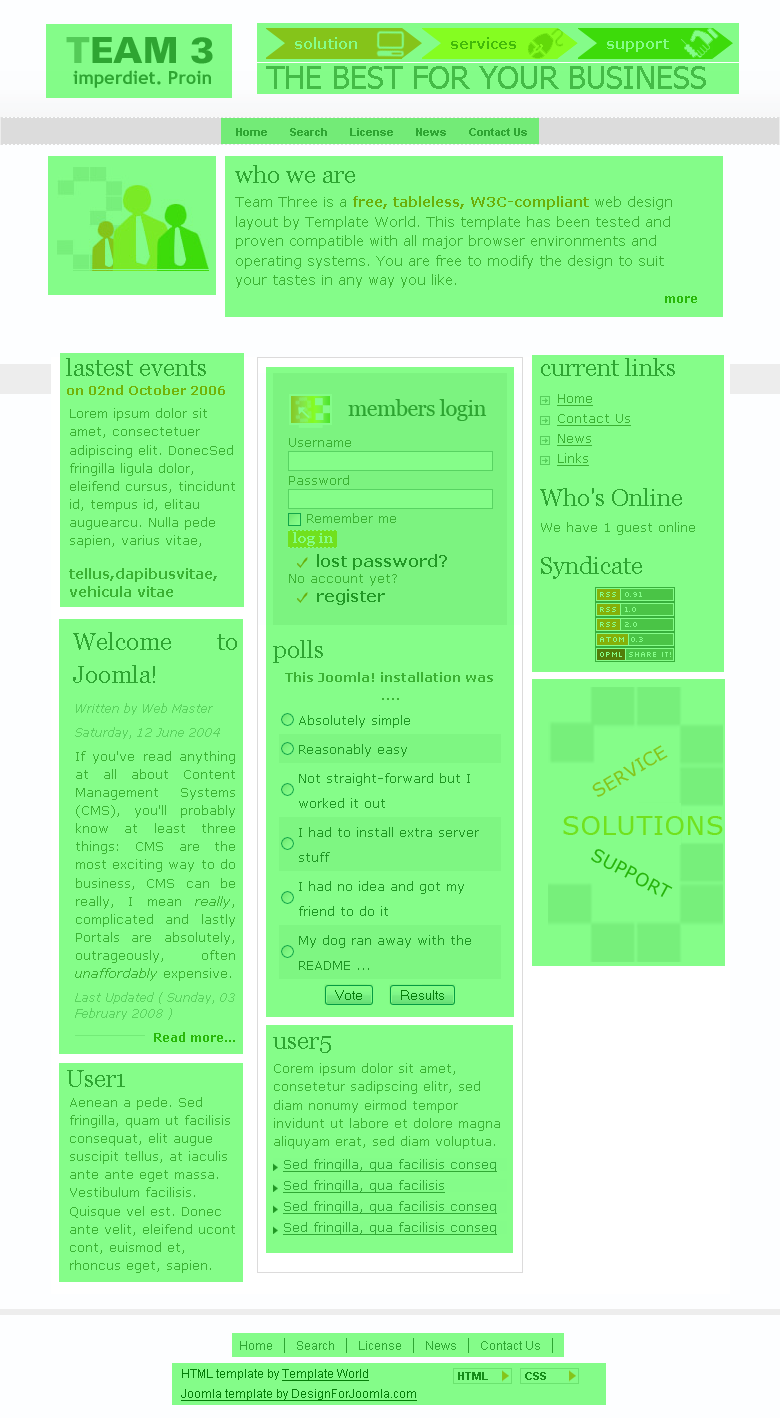 TEAM 3
imperdiet. Proin
solution
services
support
THE BEST FOR YOUR BUSINESS
Home Search License News Contact Us
who we are
Team Three is a free, tableless, W3C-compliant web design
layout by Template World. This template has been tested and
proven compatible with all major browser environments and
operating systems. You are free to modify the design to suit
your tastes in any way you like.
more
lastest events
on 02nd October 2006
Lorem ipsum dolor sit
amet, consectetuer
adipiscing elit. DonecSed
fringilla ligula dolor,
eleifend cursus, tincidunt
id, tempus id, elitau
auguearcu. Nulla pede
sapien, varius vitae,
tellus,dapibusvitae,
vehicula vitae
Welcome to
Joomla!
Written by Web Master
Saturday, 12 June 2004
If you've read anything
at all about Content
Management Systems
(CMS), you'll probably
know at least three
things: CMS are the
most exciting way to do
business, CMS can be
really, I mean really,
complicated and lastly
Portals are absolutely,
outrageously, often
unaffordably expensive.
Last Updated ( Sunday, 03
February 2008 )
Read more...
User1
Aenean a pede. Sed
fringilla, quam ut facilisis
consequat, elit augue
suscipit tellus, at iaculis
ante ante eget massa.
Vestibulum facilisis.
Quisque vel est. Donec
ante velit, eleifend ucont
cont, euismod et,
rhoncus eget, sapien.
members login
Username
Password
Remember me
log in
lost password?
No account yet?
register
polls
This Joomla! installation was
....
Absolutely simple
Reasonably easy
Not straight-forward but I
worked it out
I had to install extra server
stuff
I had no idea and got my
friend to do it
My dog ran away with the
README ...
Vote Results
user5
Corem ipsum dolor sit amet,
consetetur sadipscing elitr, sed
diam nonumy eirmod tempor
invidunt ut labore et dolore magna
aliquyam erat, sed diam voluptua.
Sed fringilla, qua facilisis conseq
Sed fringilla, qua facilisis
Sed fringilla, qua facilisis conseq
Sed fringilla, qua facilisis conseq
current links
Home
Contact Us
News
Links
Who's Online
We have 1 guest online
Syndicate
RSS 0.91
RSS 1.0
RSS 2.0
ATOM 0.3
OPML SHARE IT!
SERVICE
SOLUTIONS
SUPPORT
Home Search License News Contact Us
HTML template by Template World
HTML CSS
Joomla template by DesignForJoomla.com